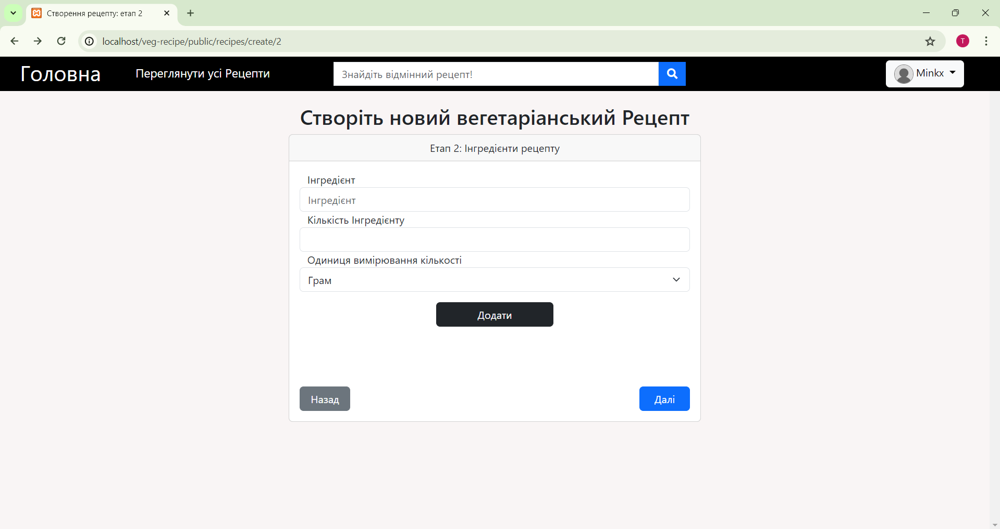 Створення рецепту: етап 2
localhost/veg-recipe/public/recipes/create/2
T
Головна
Переглянути усі Рецепти
Знайдіть відмінний рецепт!
Minkx
Створіть новий вегетаріанський Рецепт
Етап 2: Інгредієнти рецепту
Інгредієнт
Інгредієнт
Кількість Інгредієнту
Одиниця вимірювання кількості
Грам
Додати
Назад
Далі